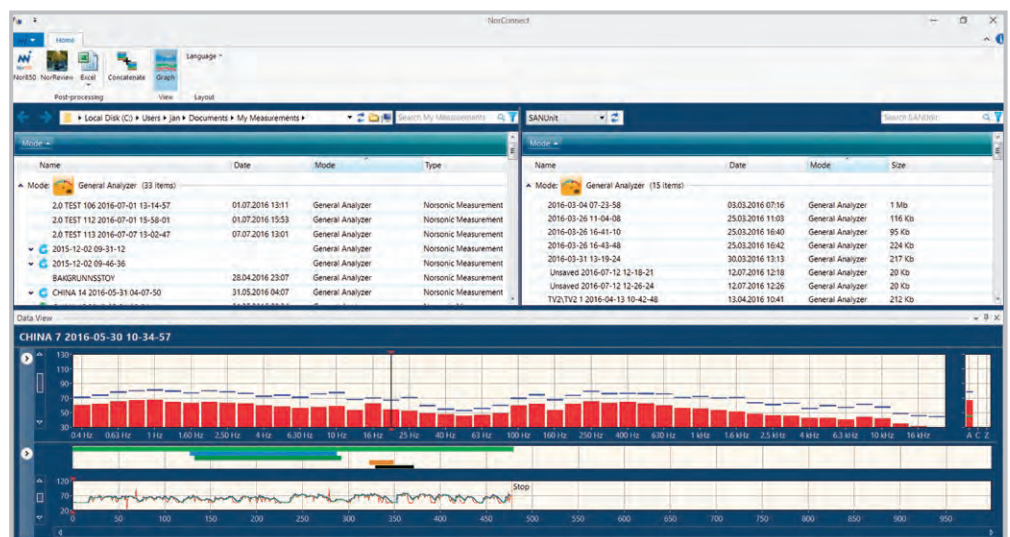 NorConnect
Home
Nor850 NorReview Excel Concatenate Graph Language
Post-processing View Layout
Local Disk (C:) Users Jan Documents My Measurements Search My Measurements SANUnit Search SANUnit
Mode Mode
Name Date Mode Type Name Date Mode Size
Mode: General Analyzer (33 items) Mode: General Analyzer (15 items)
2.0 TEST 106 2016-07-01 13-14-57 01.07.2016 13:11 General Analyzer Norsonic Measurement 2016-03-04 07-23-58 03.03.2016 07:16 General Analyzer 1 Mb
2.0 TEST 112 2016-07-01 15-58-01 01.07.2016 15:53 General Analyzer Norsonic Measurement 2016-03-26 11-04-08 25.03.2016 11:03 General Analyzer 116 Kb
2.0 TEST 113 2016-07-07 13-02-47 07.07.2016 13:01 General Analyzer Norsonic Measurement 2016-03-26 16-41-10 25.03.2016 16:40 General Analyzer 95 Kb
2015-12-02 09-31-12 General Analyzer Norsonic Measurement 2016-03-26 16-43-48 25.03.2016 16:42 General Analyzer 224 Kb
2015-12-02 09-46-36 General Analyzer Norsonic Measurement 2016-03-31 13-19-24 30.03.2016 13:13 General Analyzer 217 Kb
BAKGRUNNSSTOY 28.04.2016 23:07 General Analyzer Norsonic Measurement Unsaved 2016-07-12 12-18-21 12.07.2016 12:18 General Analyzer 20 Kb
CHINA 14 2016-05-31 04-07-50 31.05.2016 04:07 General Analyzer Norsonic Measurement Unsaved 2016-07-12 12-26-24 12.07.2016 12:26 General Analyzer 20 Kb
TV2\TV2 1 2016-04-13 10-42-48 13.04.2016 10:41 General Analyzer 212 Kb
Data View
CHINA 7 2016-05-30 10-34-57
130
110
90
70
50
30
0.4 Hz 0.63 Hz 1 Hz 1.60 Hz 2.50 Hz 4 Hz 6.30 Hz 10 Hz 16 Hz 25 Hz 40 Hz 63 Hz 100 Hz 160 Hz 250 Hz 400 Hz 630 Hz 1 kHz 1.6 kHz 2.5 kHz 4 kHz 6.3 kHz 10 kHz 16 kHz A C Z
120
70
20
Stop
0 50 100 150 200 250 300 350 400 450 500 550 600 650 700 750 800 850 900 950